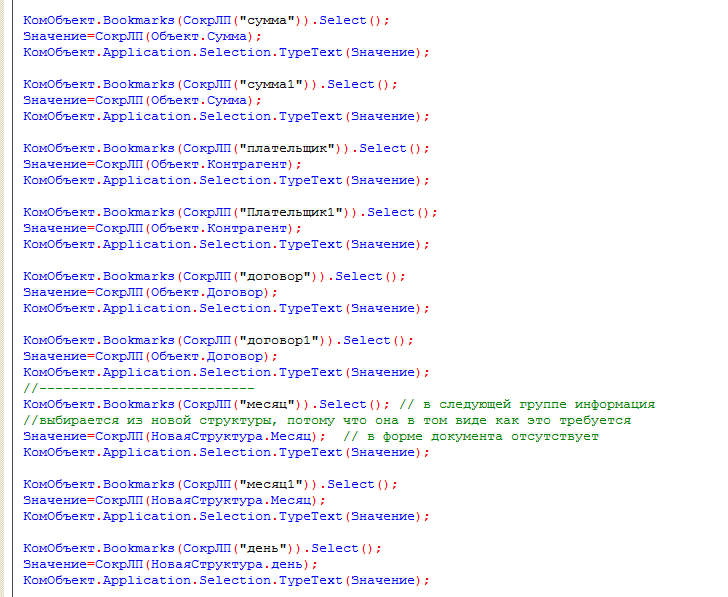 КомОбъект.Bookmarks(СокрЛП("сумма")).Select();
Значение=СокрЛП(Объект.Сумма);
КомОбъект.Application.Selection.TypeText(Значение);
КомОбъект.Bookmarks(СокрЛП("сумма1")).Select();
Значение=СокрЛП(Объект.Сумма);
КомОбъект.Application.Selection.TypeText(Значение);
КомОбъект.Bookmarks(СокрЛП("плательщик")).Select();
Значение=СокрЛП(Объект.Контрагент);
КомОбъект.Application.Selection.TypeText(Значение);
КомОбъект.Bookmarks(СокрЛП("Плательщик1")).Select();
Значение=СокрЛП(Объект.Контрагент);
КомОбъект.Application.Selection.TypeText(Значение);
КомОбъект.Bookmarks(СокрЛП("договор")).Select();
Значение=СокрЛП(Объект.Договор);
КомОбъект.Application.Selection.TypeText(Значение);
КомОбъект.Bookmarks(СокрЛП("договор1")).Select();
Значение=СокрЛП(Объект.Договор);
КомОбъект.Application.Selection.TypeText(Значение);
//---------------------------
КомОбъект.Bookmarks(СокрЛП("месяц")).Select(); // в следующей группе информация
//выбирается из новой структуры, потому что она в том виде как это требуется
Значение=СокрЛП(НоваяСтруктура.Месяц);  // в форме документа отсутствует
КомОбъект.Application.Selection.TypeText(Значение);
КомОбъект.Bookmarks(СокрЛП("месяц1")).Select();
Значение=СокрЛП(НоваяСтруктура.Месяц);
КомОбъект.Application.Selection.TypeText(Значение);
КомОбъект.Bookmarks(СокрЛП("день")).Select();
Значение=СокрЛП(НоваяСтруктура.день);
КомОбъект.Application.Selection.TypeText(Значение);